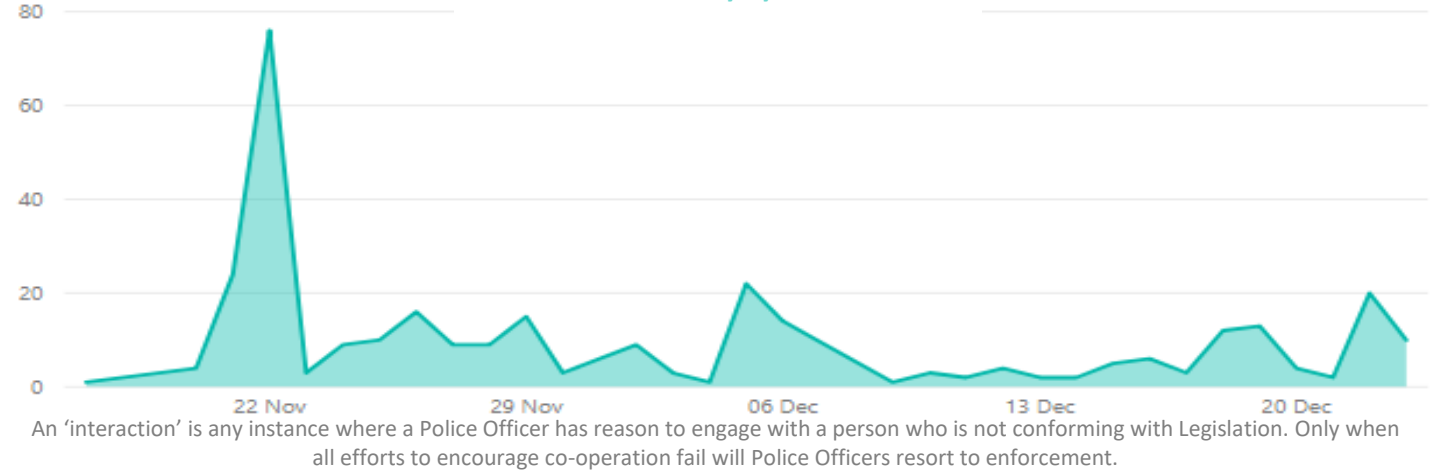 80
60
40
20
0
22 Nov 29 Nov 06 Dec 13 Dec 20 Dec
An ‘interaction’ is any instance where a Police Officer has reason to engage with a person who is not conforming with Legislation. Only when
all efforts to encourage co-operation fail will Police Officers resort to enforcement.